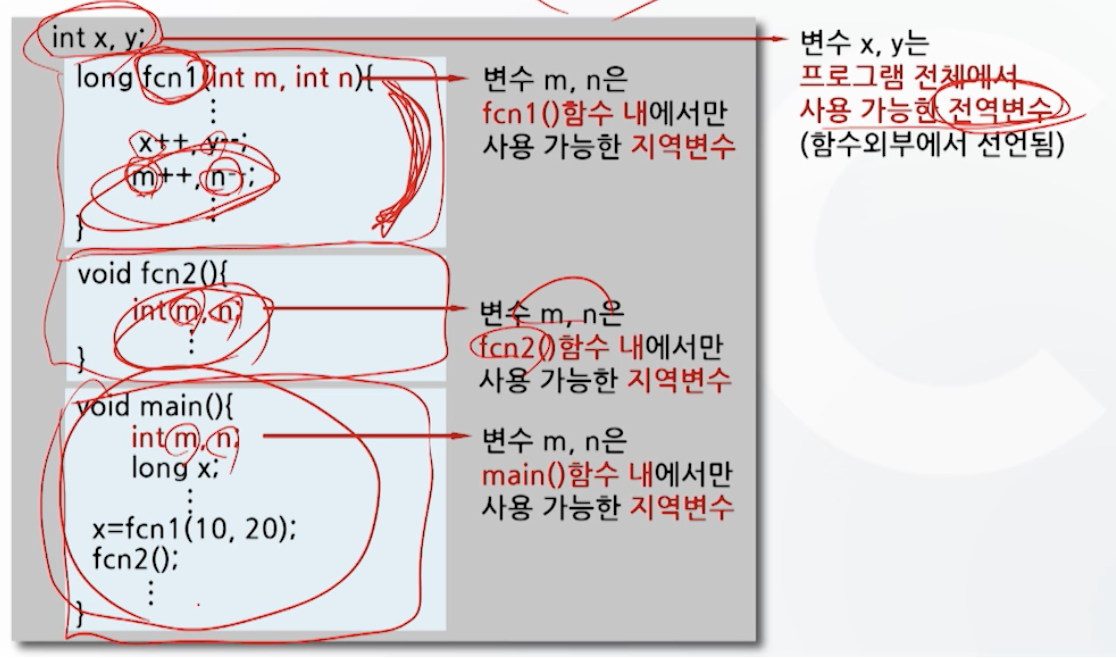 int x, y;
long fcn1(int m, int n){
⋮
x++, y--;
m++, n--;
⋮
}
변수 m, n은
fcn1()함수 내에서만
사용 가능한 지역변수
변수 x, y는
프로그램 전체에서
사용 가능한 전역변수
(함수외부에서 선언됨)
void fcn2(){
int m, n;
⋮
}
변수 m, n은
fcn2()함수 내에서만
사용 가능한 지역변수
void main(){
int m, n;
long x;
⋮
x=fcn1(10, 20);
fcn2();
⋮
}
변수 m, n은
main()함수 내에서만
사용 가능한 지역변수